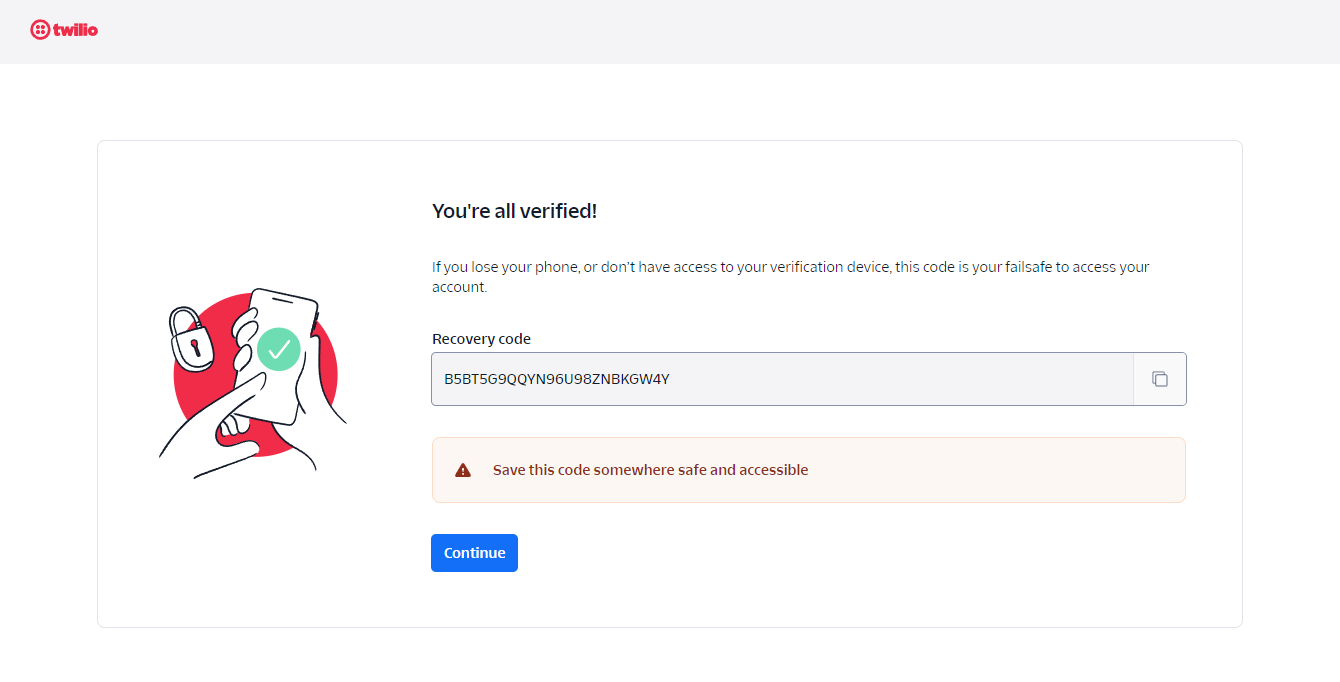 twilio
You're all verified!
If you lose your phone, or don't have access to your verification device, this code is your failsafe to access your
account.
Recovery code
B5BT5G9QQYN96U98ZNBKGW4Y
Save this code somewhere safe and accessible
Continue